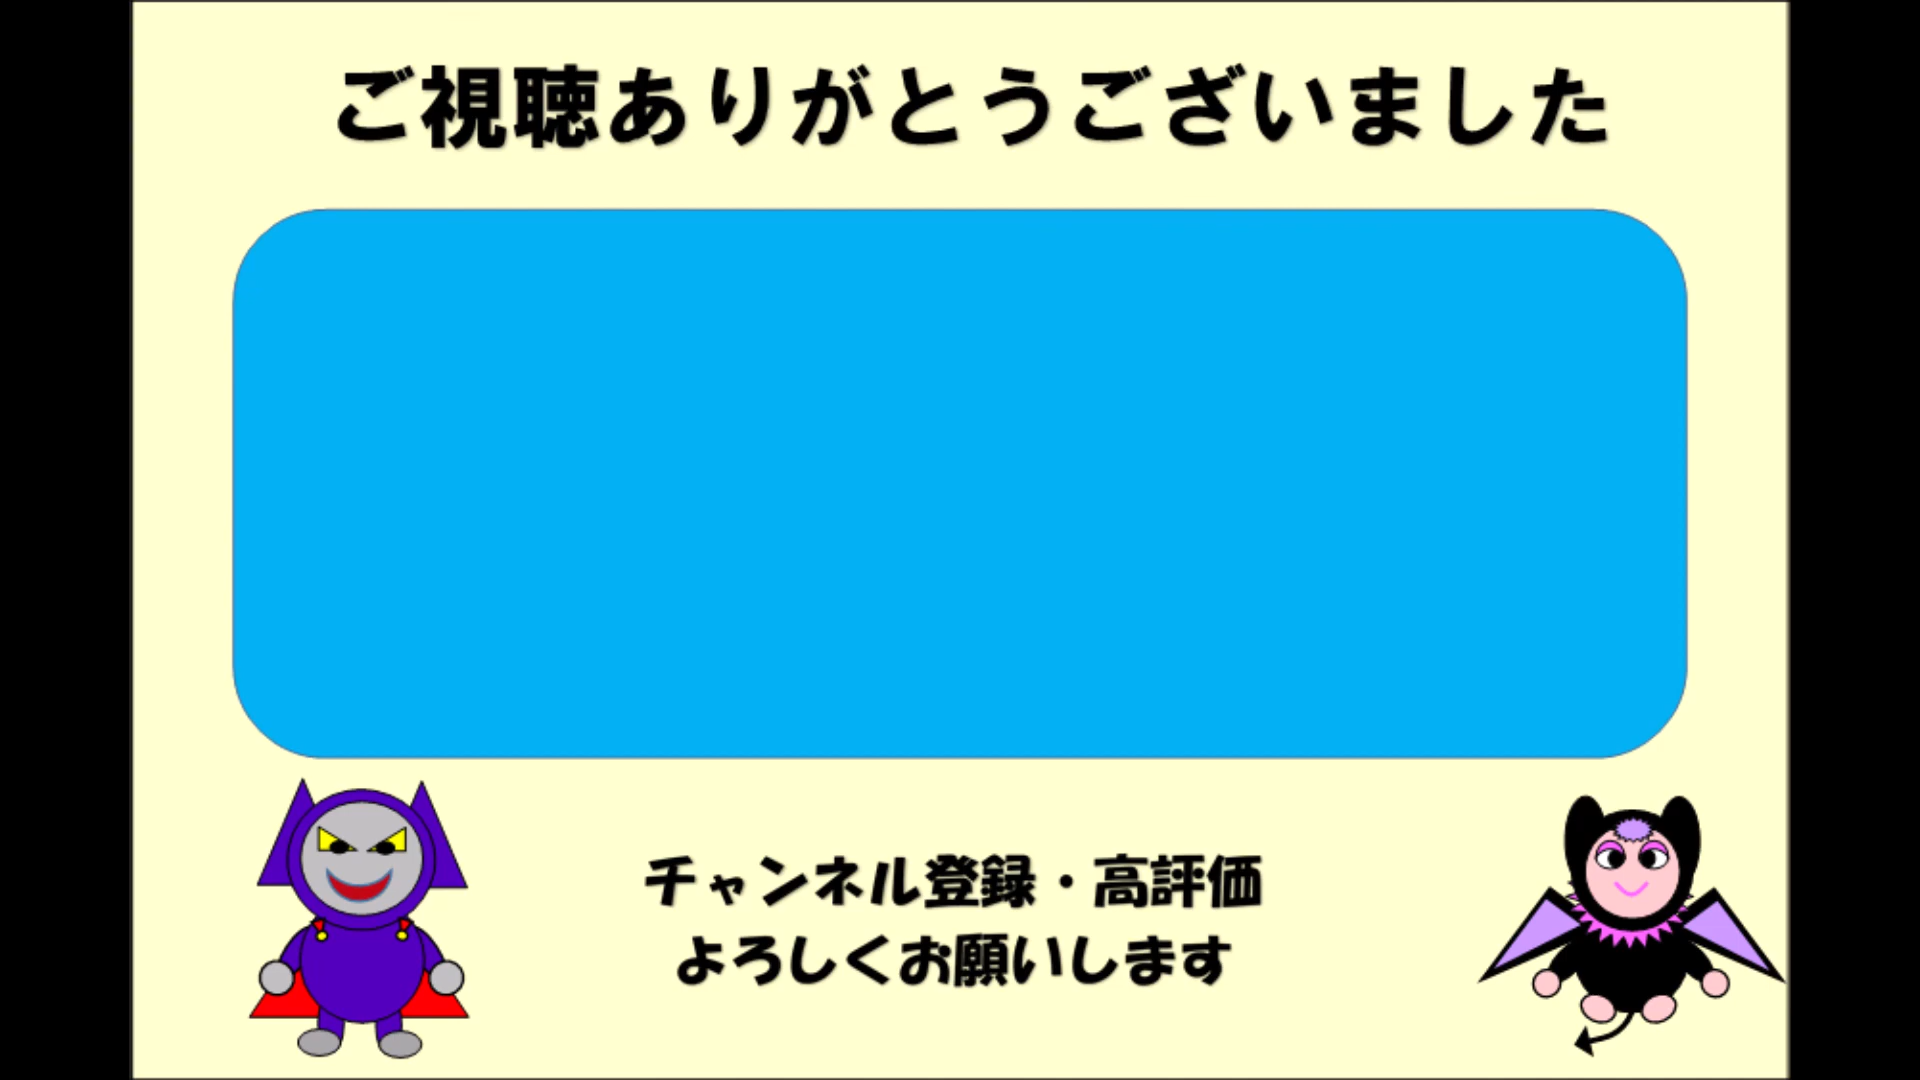 ご視聴ありがとうございました
チャンネル登録・高評価
よろしくお願いします